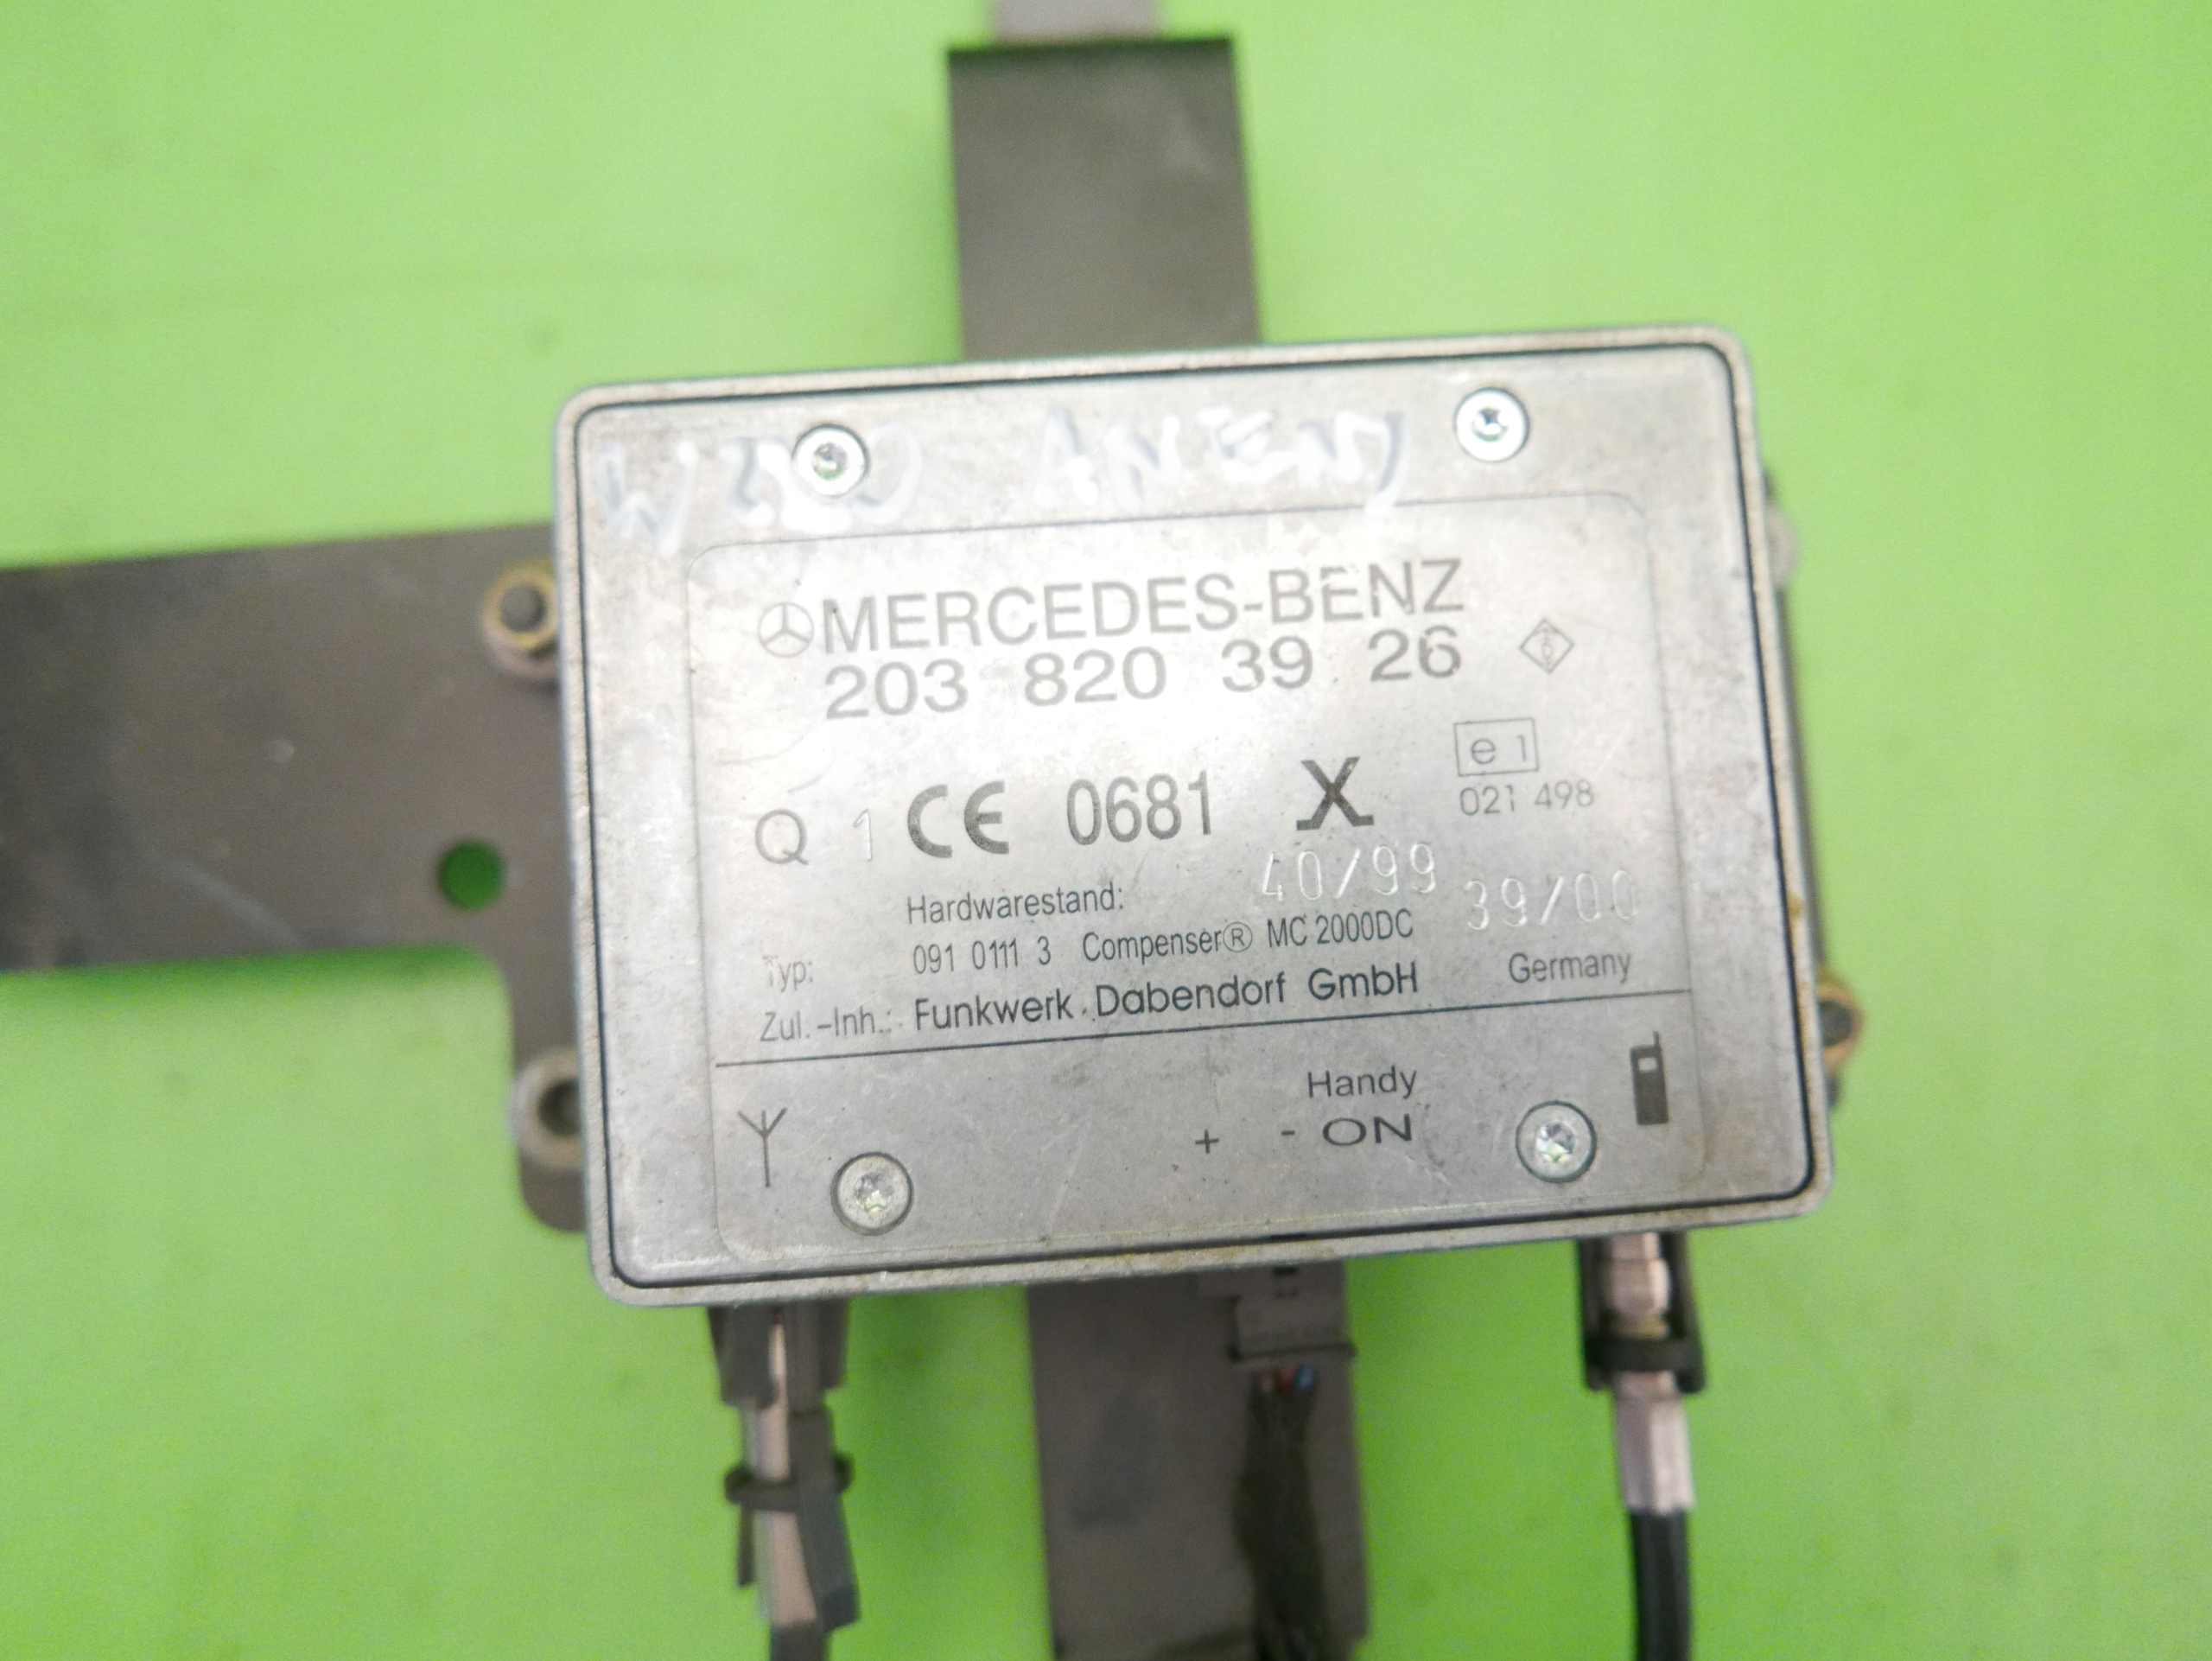 W220 ANTENY
MERCEDES-BENZ
203 820 39 26
Q 1 CE 0681 X e 1
021 498
Hardwarestand: 40/99 39/00
Typ: 091 0111 3 Compenser® MC 2000DC
Zul.-Inh.: Funkwerk Dabendorf GmbH Germany
Handy
+ - ON